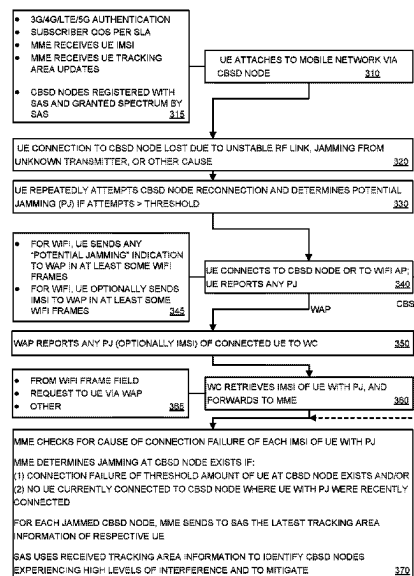 • 3G/4G/LTE/5G AUTHENTICATION
• SUBSCRIBER QOS PER SLA
• MME RECEIVES UE IMSI
• MME RECEIVES UE TRACKING
AREA UPDATES
• CBSD NODES REGISTERED WITH
SAS AND GRANTED SPECTRUM BY
SAS 315
UE ATTACHES TO MOBILE NETWORK VIA
CBSD NODE 310
UE CONNECTION TO CBSD NODE LOST DUE TO UNSTABLE RF LINK, JAMMING FROM
UNKNOWN TRANSMITTER, OR OTHER CAUSE 320
UE REPEATEDLY ATTEMPTS CBSD NODE RECONNECTION AND DETERMINES POTENTIAL
JAMMING (PJ) IF ATTEMPTS > THRESHOLD 330
• FOR WIFI, UE SENDS ANY
"POTENTIAL JAMMING" INDICATION
TO WAP IN AT LEAST SOME WIFI
FRAMES
• FOR WIFI, UE OPTIONALLY SENDS
IMSI TO WAP IN AT LEAST SOME
WIFI FRAMES 345
UE CONNECTS TO CBSD NODE OR TO WIFI AP;
UE REPORTS ANY PJ 340
WAP
CBS
WAP REPORTS ANY PJ (OPTIONALLY IMSI) OF CONNECTED UE TO WC 350
• FROM WIFI FRAME FIELD
• REQUEST TO UE VIA WAP
• OTHER 365
WC RETRIEVES IMSI OF UE WITH PJ, AND
FORWARDS TO MME 360
MME CHECKS FOR CAUSE OF CONNECTION FAILURE OF EACH IMSI OF UE WITH PJ
MME DETERMINES JAMMING AT CBSD NODE EXISTS IF:
(1) CONNECTION FAILURE OF THRESHOLD AMOUNT OF UE AT CBSD NODE EXISTS AND/OR
(2) NO UE CURRENTLY CONNECTED TO CBSD NODE WHERE UE WITH PJ WERE RECENTLY
CONNECTED
FOR EACH JAMMED CBSD NODE, MME SENDS TO SAS THE LATEST TRACKING AREA
INFORMATION OF RESPECTIVE UE
SAS USES RECEIVED TRACKING AREA INFORMATION TO IDENTIFY CBSD NODES
EXPERIENCING HIGH LEVELS OF INTERFERENCE AND TO MITIGATE 370